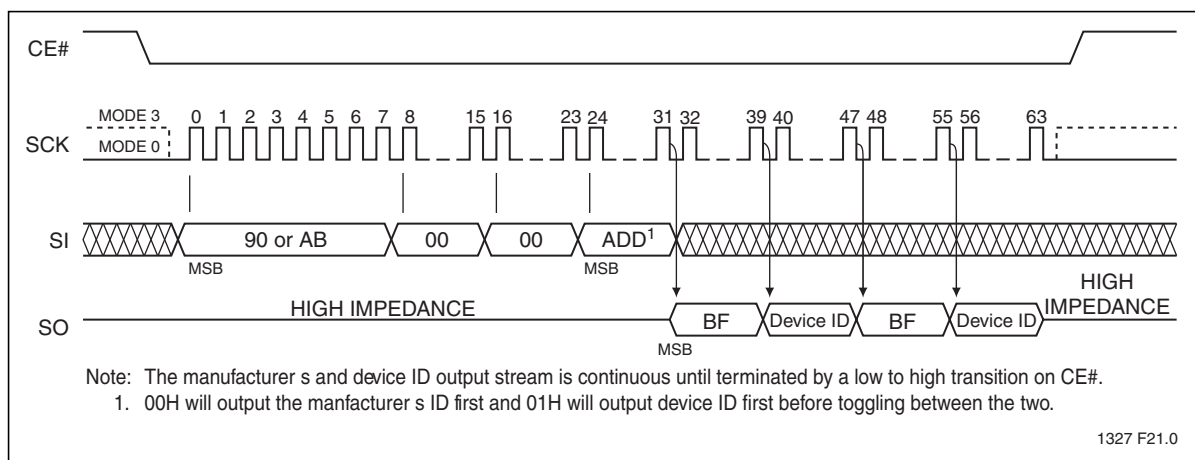 CE#
MODE 3
0 1 2 3 4 5 6 7 8 15 16 23 24 31 32 39 40 47 48 55 56 63
SCK
MODE 0
SI
90 or AB 00 00 ADD1
MSB MSB
HIGH IMPEDANCE
HIGH IMPEDANCE
SO
BF Device ID BF Device ID
MSB
Note: The manufacturer s and device ID output stream is continuous until terminated by a low to high transition on CE#.
1. 00H will output the manfacturer s ID first and 01H will output device ID first before toggling between the two.
1327 F21.0